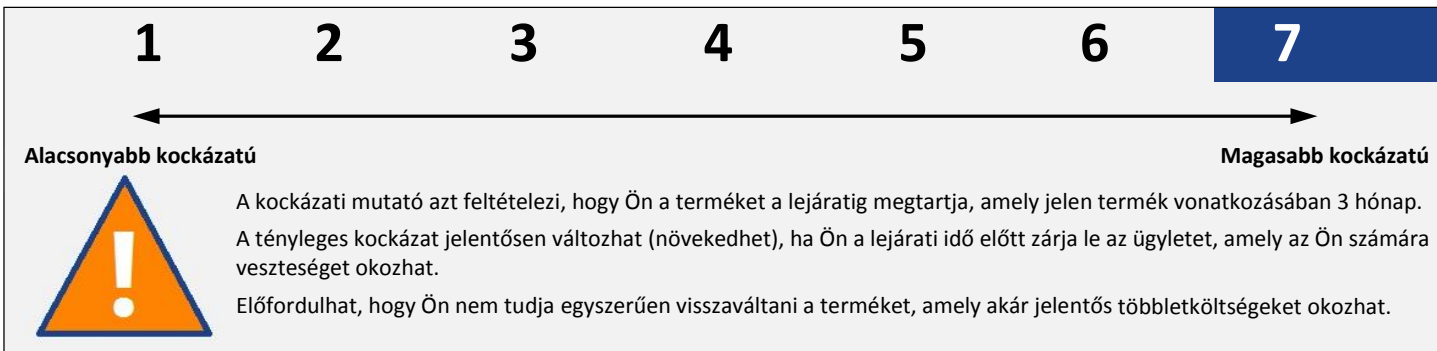 1 2 3 4 5 6 7
Alacsonyabb kockázatú Magasabb kockázatú
A kockázati mutató azt feltételezi, hogy Ön a terméket a lejáratig megtartja, amely jelen termék vonatkozásában 3 hónap.
A tényleges kockázat jelentősen változhat (növekedhet), ha Ön a lejárati idő előtt zárja le az ügyletet, amely az Ön számára
veszteséget okozhat.
Előfordulhat, hogy Ön nem tudja egyszerűen visszaváltani a terméket, amely akár jelentős többletköltségeket okozhat.
!